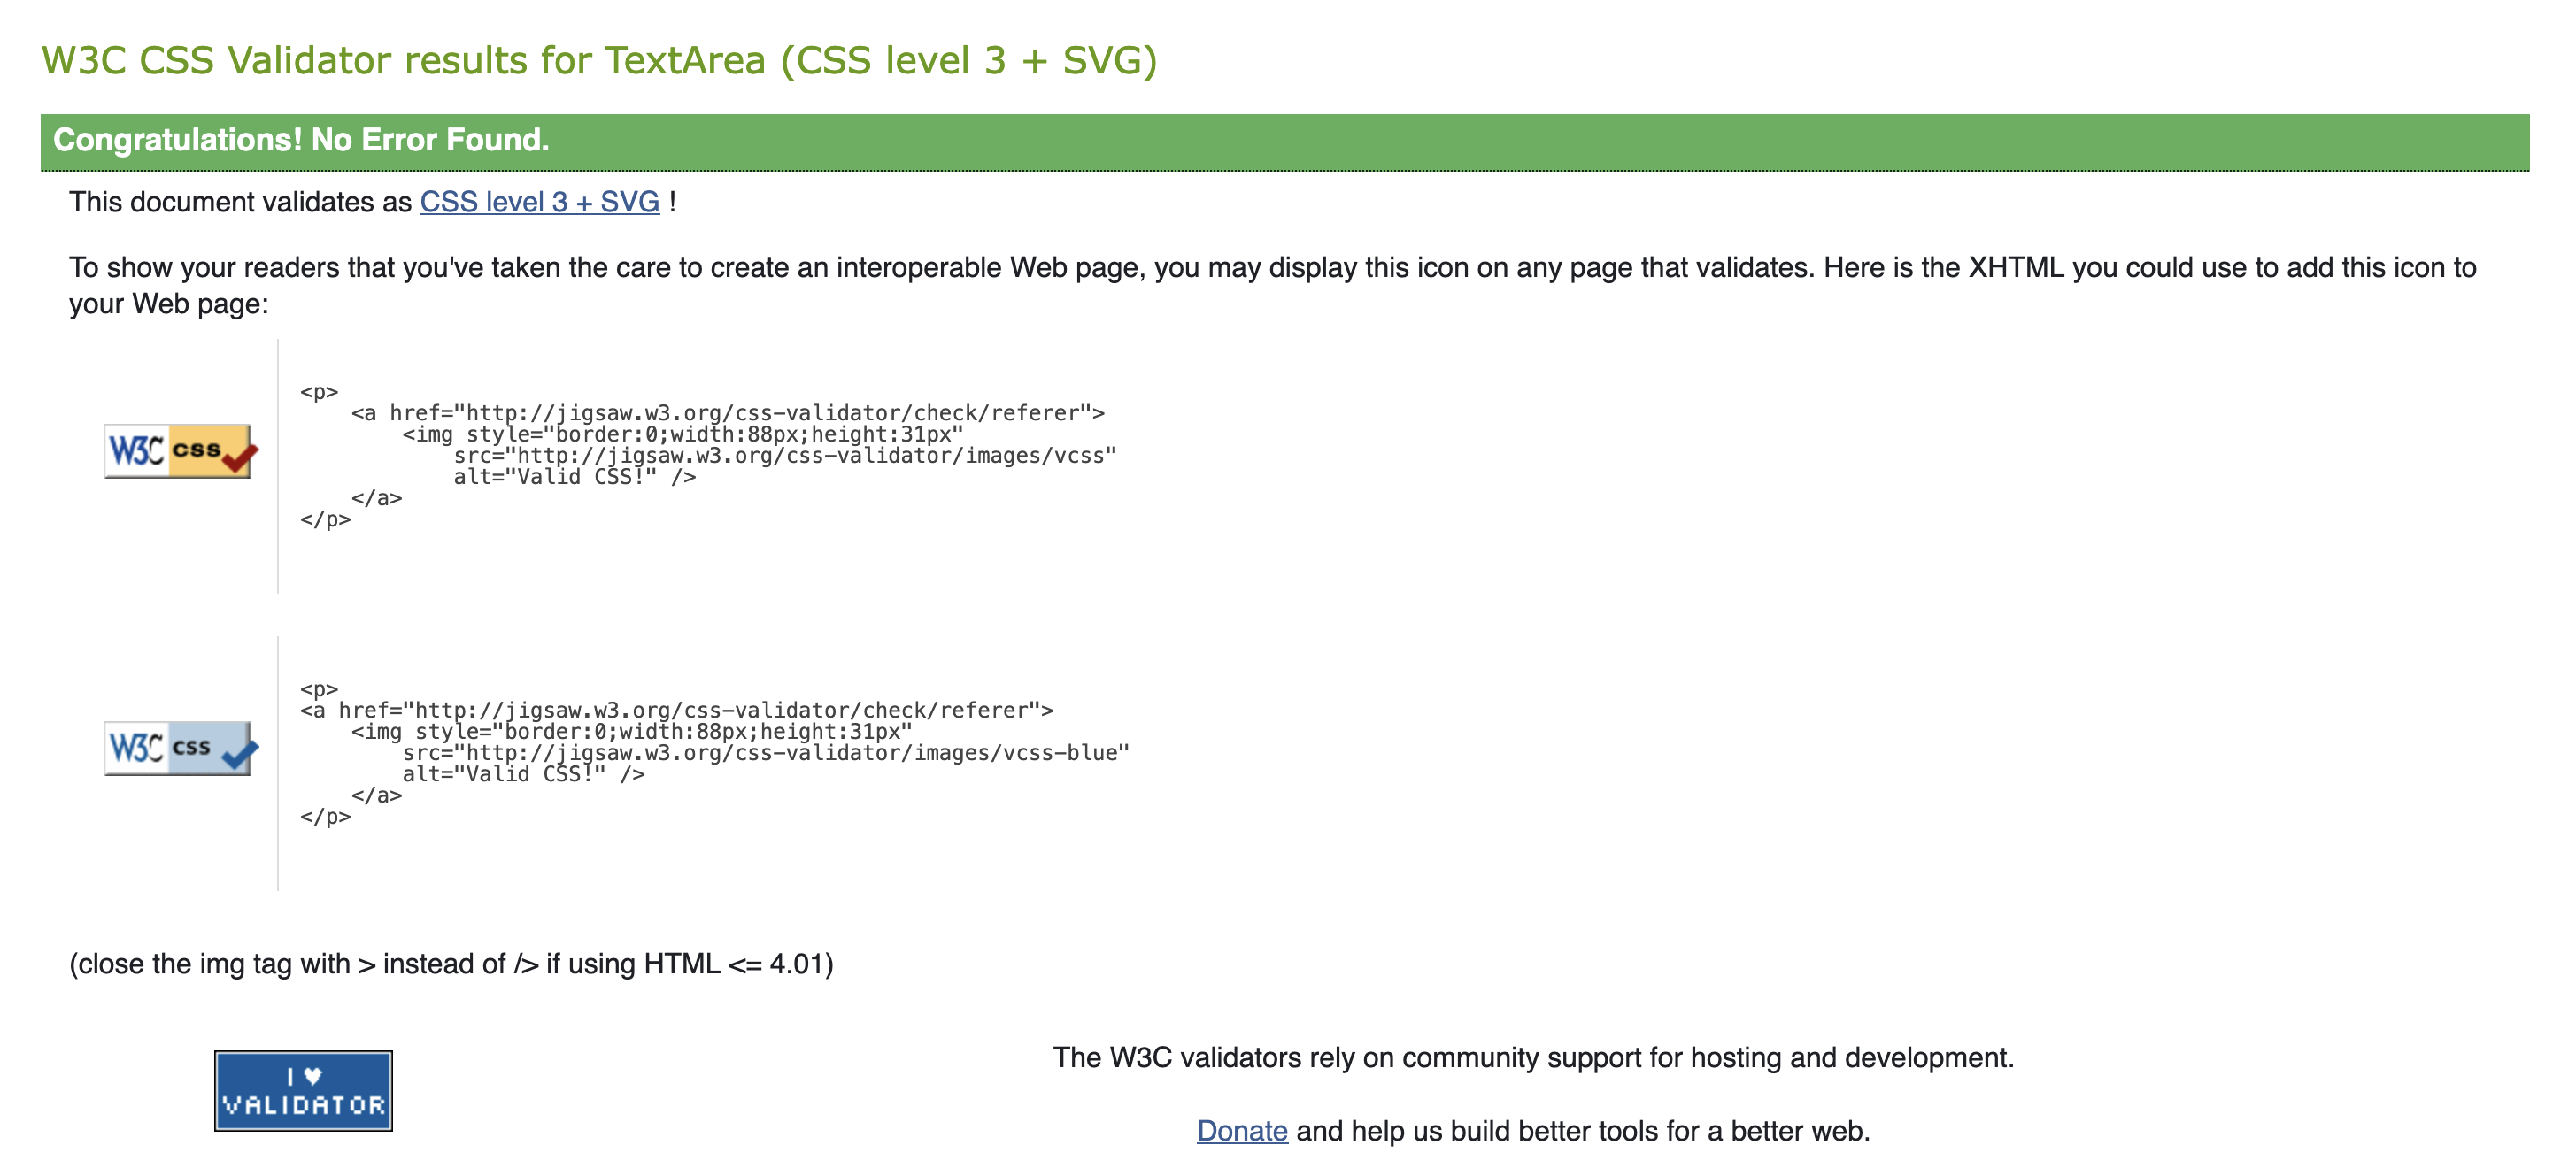 W3C CSS Validator results for TextArea (CSS level 3 + SVG)
Congratulations! No Error Found.
This document validates as CSS level 3 + SVG !
To show your readers that you've taken the care to create an interoperable Web page, you may display this icon on any page that validates. Here is the XHTML you could use to add this icon to
your Web page:
W3C css
<p>
    <a href="http://jigsaw.w3.org/css-validator/check/referer">
        <img style="border:0;width:88px;height:31px"
            src="http://jigsaw.w3.org/css-validator/images/vcss"
            alt="Valid CSS!" />
    </a>
</p>
W3C css
<p>
<a href="http://jigsaw.w3.org/css-validator/check/referer">
    <img style="border:0;width:88px;height:31px"
        src="http://jigsaw.w3.org/css-validator/images/vcss-blue"
        alt="Valid CSS!" />
    </a>
</p>
(close the img tag with > instead of /> if using HTML <= 4.01)
I ♥
VALIDATOR
The W3C validators rely on community support for hosting and development.
Donate and help us build better tools for a better web.